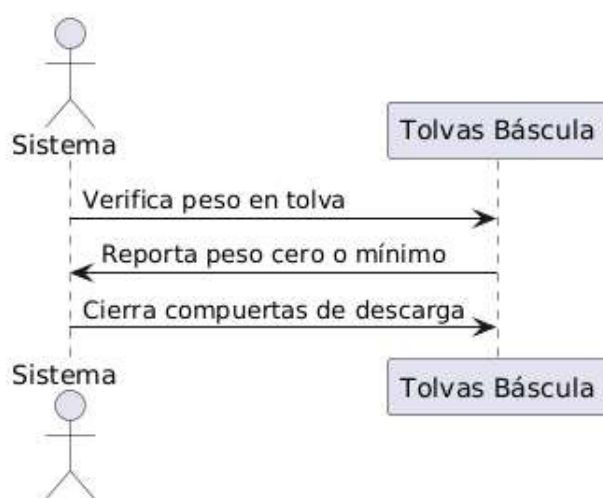 Sistema
Tolvas Báscula
Verifica peso en tolva
Reporta peso cero o mínimo
Cierra compuertas de descarga
Sistema
Tolvas Báscula